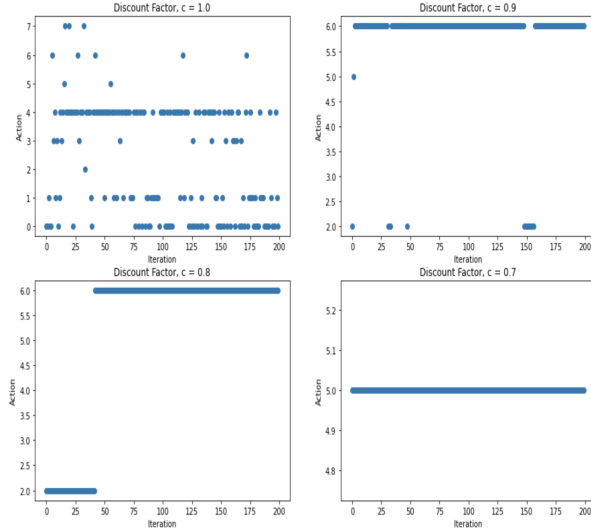 Discount Factor, c = 1.0
7
6
5
4
3
2
1
0
Action
0 25 50 75 100 125 150 175 200
Iteration
Discount Factor, c = 0.9
6.0
5.5
5.0
4.5
4.0
3.5
3.0
2.5
2.0
Action
0 25 50 75 100 125 150 175 200
Iteration
Discount Factor, c = 0.8
6.0
5.5
5.0
4.5
4.0
3.5
3.0
2.5
2.0
Action
0 25 50 75 100 125 150 175 200
Iteration
Discount Factor, c = 0.7
5.2
5.1
5.0
4.9
4.8
Action
0 25 50 75 100 125 150 175 200
Iteration